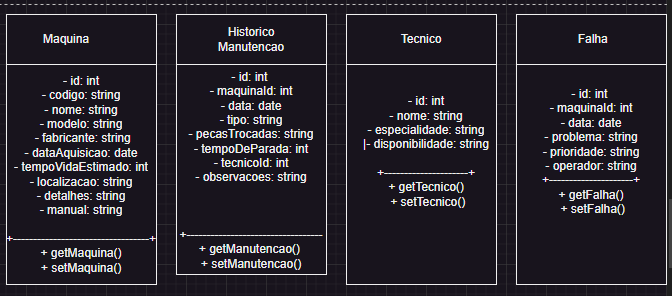 Maquina
- id: int
- codigo: string
- nome: string
- modelo: string
- fabricante: string
- dataAquisicao: date
- tempoVidaEstimado: int
- localizacao: string
- detalhes: string
- manual: string
+----------------------------------+
+ getMaquina()
+ setMaquina()
Historico
Manutencao
- id: int
- maquinaId: int
- data: date
- tipo: string
- pecasTrocadas: string
- tempoDeParada: int
- tecnicoId: int
- observacoes: string
+----------------------------------
+ getManutencao()
+ setManutencao()
Tecnico
- id: int
- nome: string
- especialidade: string
|- disponibilidade: string
+---------------------+
+ getTecnico()
+ setTecnico()
Falha
- id: int
- maquinaId: int
- data: date
- problema: string
- prioridade: string
- operador: string
+---------------------+
+ getFalha()
+ setFalha()